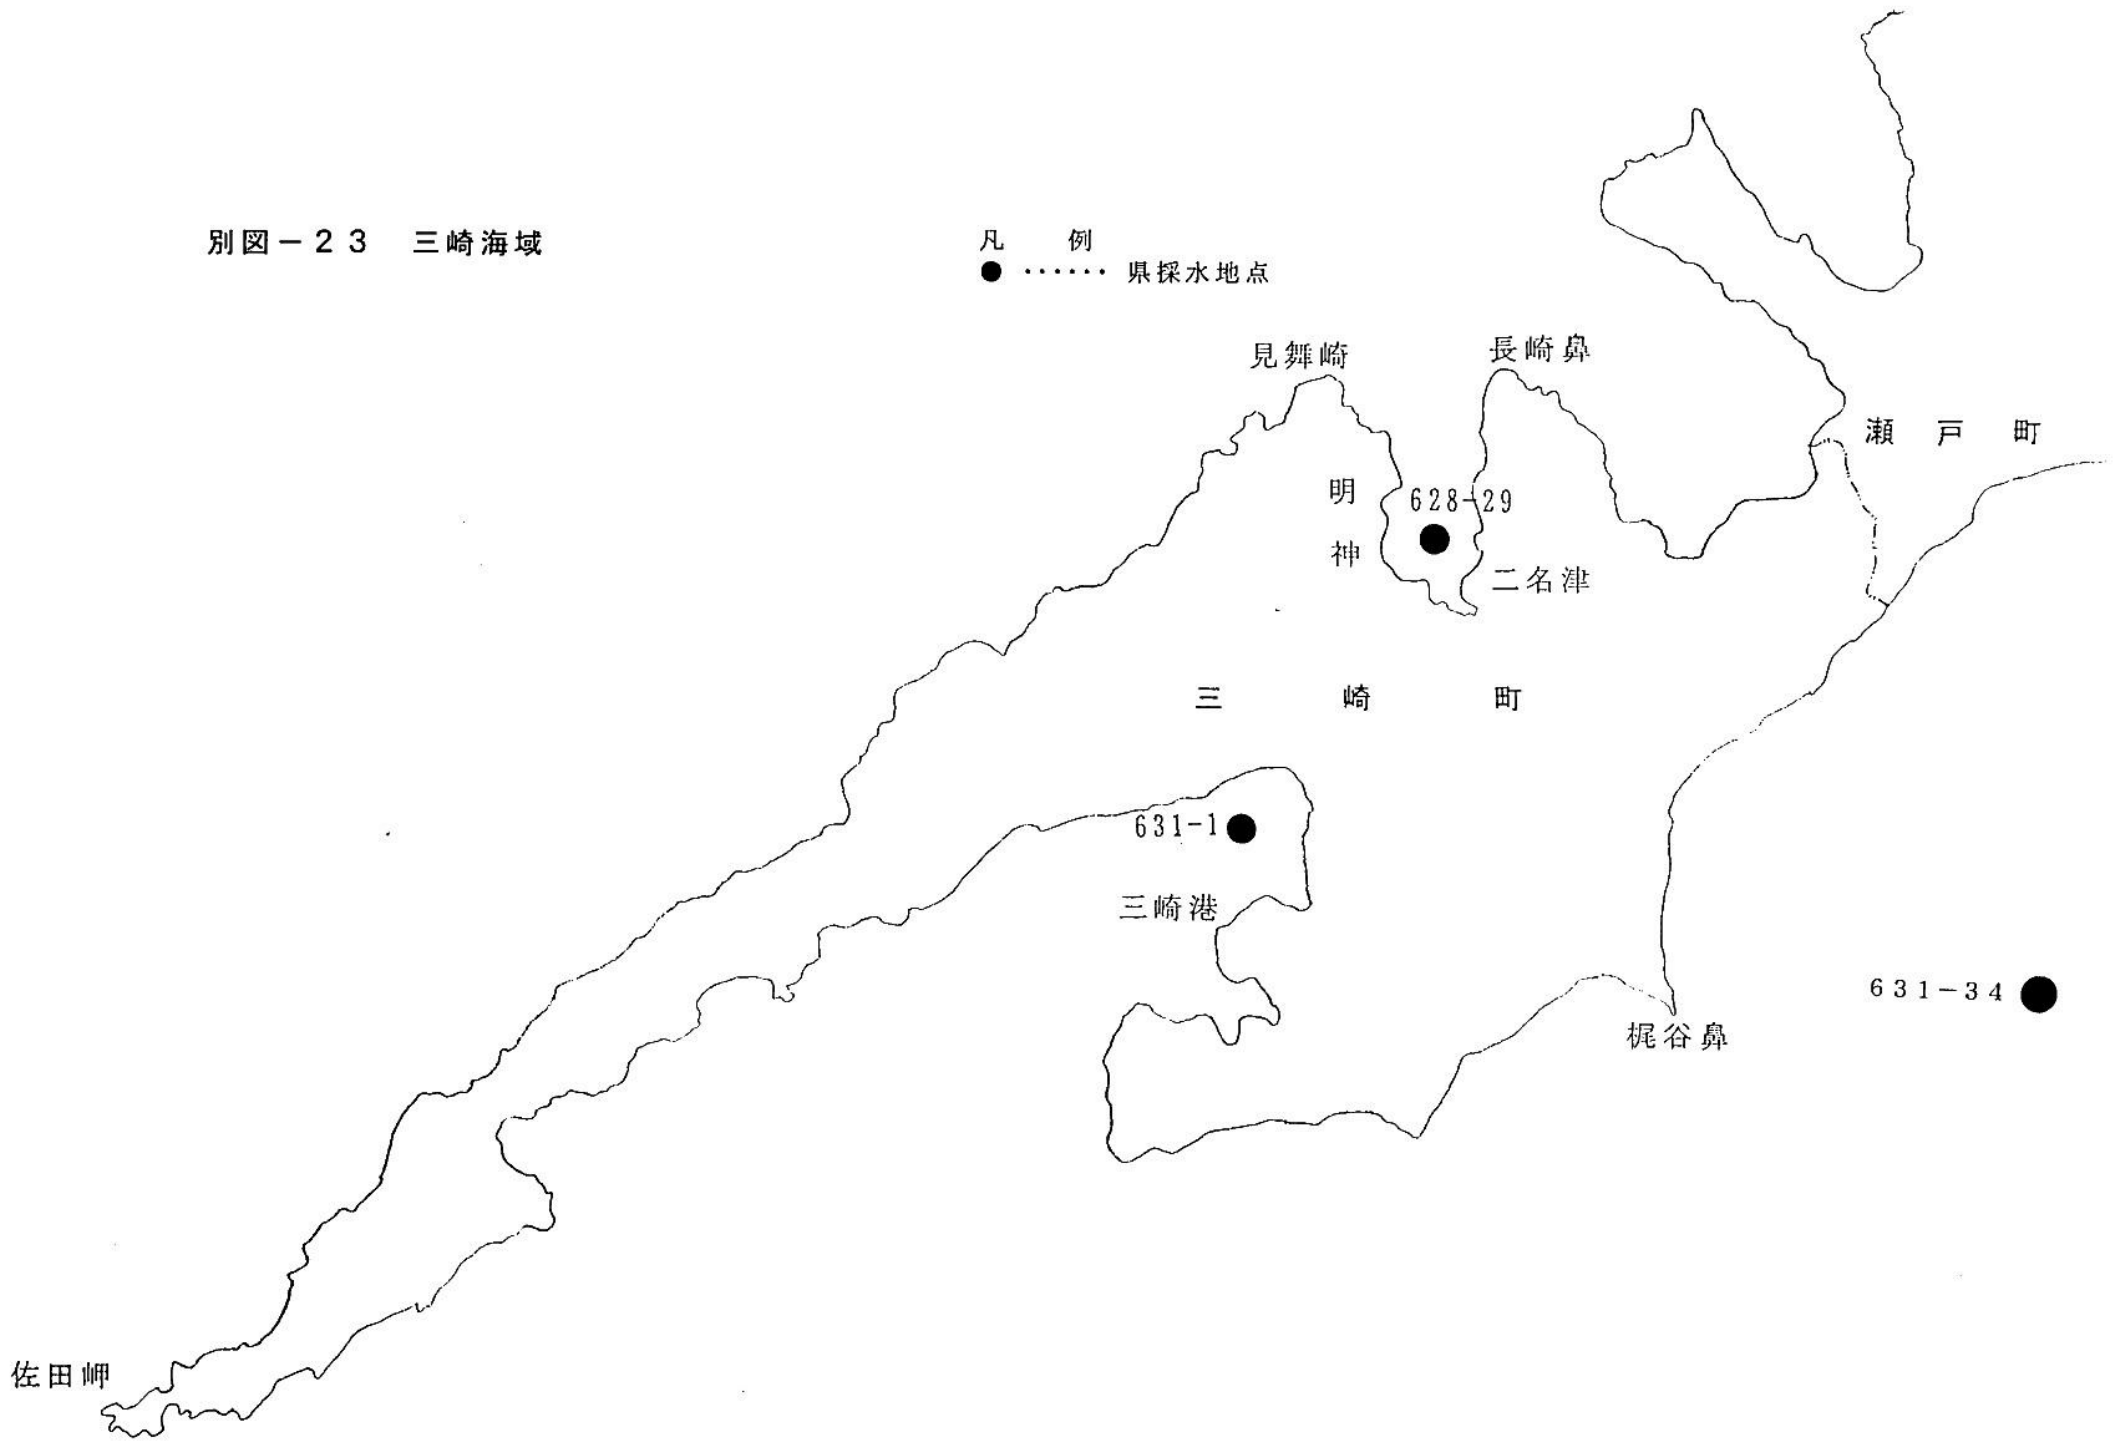 別図－２３　三崎海域
凡　例
●‥‥‥県採水地点
見舞崎
長崎鼻
瀬戸町
明神
628-29
二名津
三崎町
631-1
三崎港
631-34
梶谷鼻
佐田岬